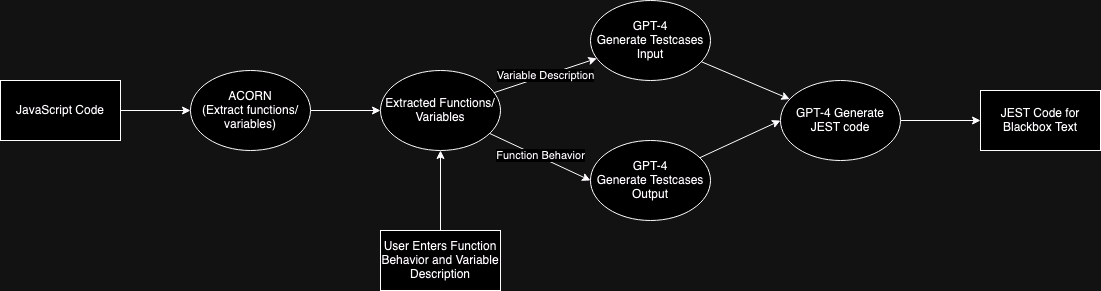 JavaScript Code
ACORN
(Extract functions/
variables)
Extracted Functions/
Variables
User Enters Function
Behavior and Variable
Description
Variable Description
Function Behavior
GPT-4
Generate Testcases
Input
GPT-4
Generate Testcases
Output
GPT-4 Generate
JEST code
JEST Code for
Blackbox Text